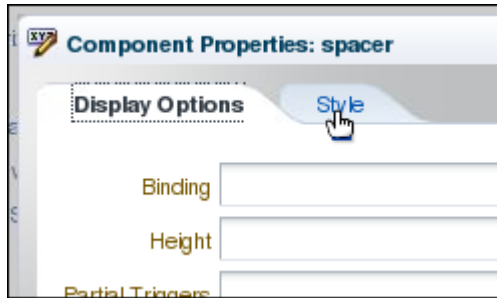 Component Properties: spacer
Display Options
Style
Binding
Height
Partial Triggers